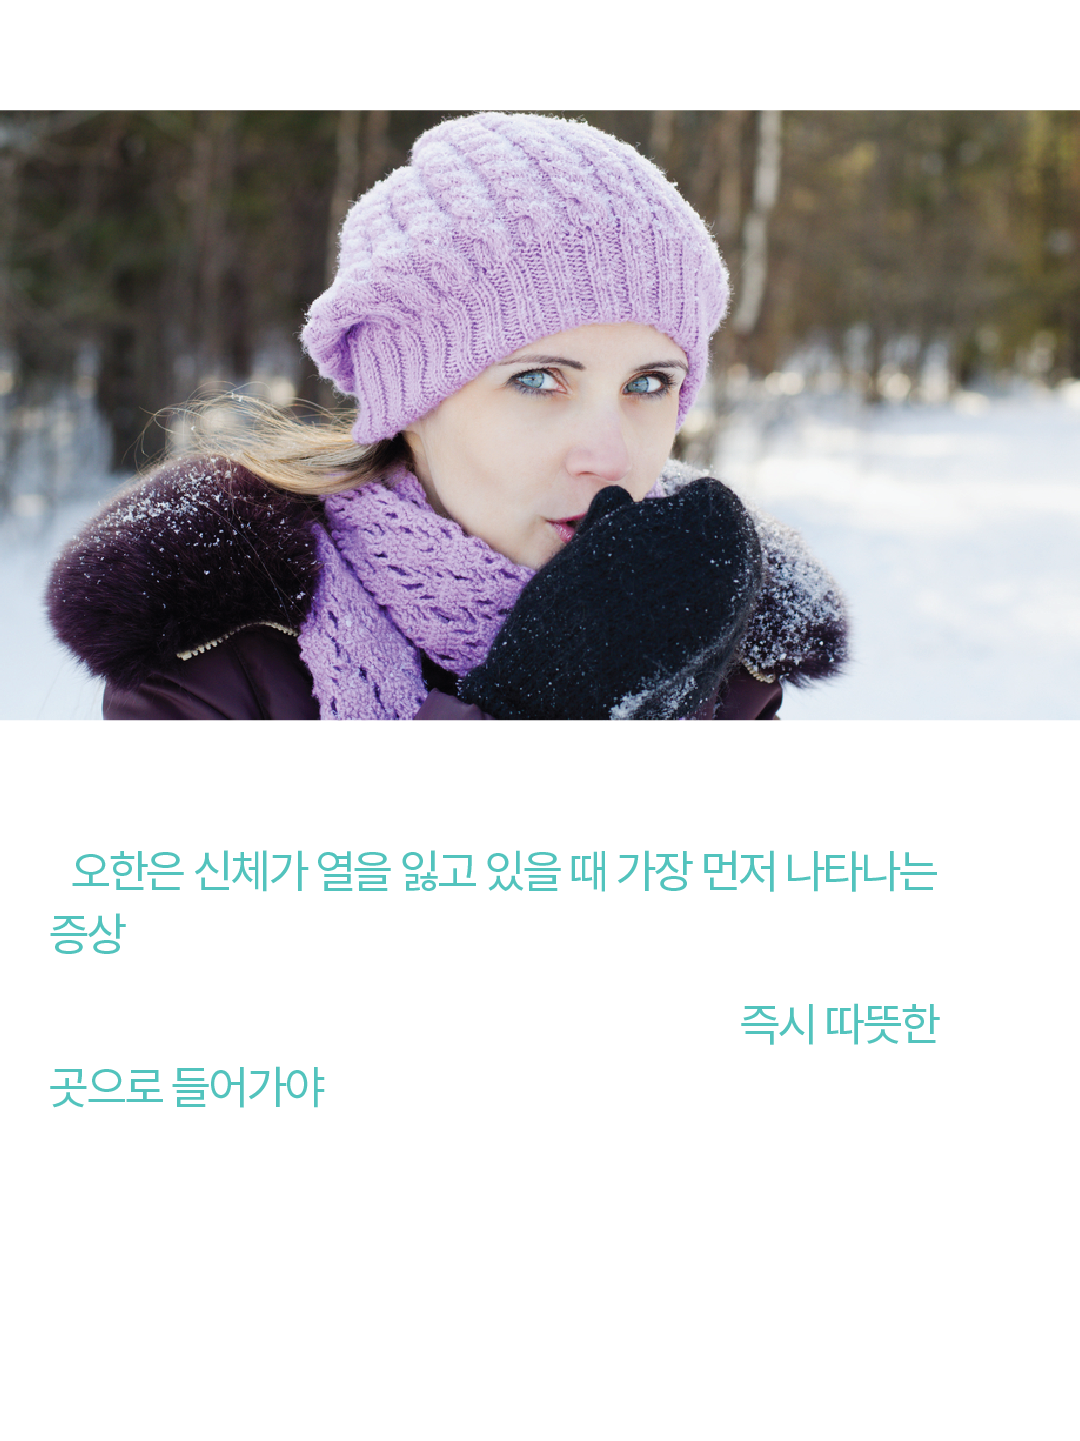 오한은 신체가 열을 잃고 있을 때 가장 먼저 나타나는
증상
즉시 따뜻한
곳으로 들어가야